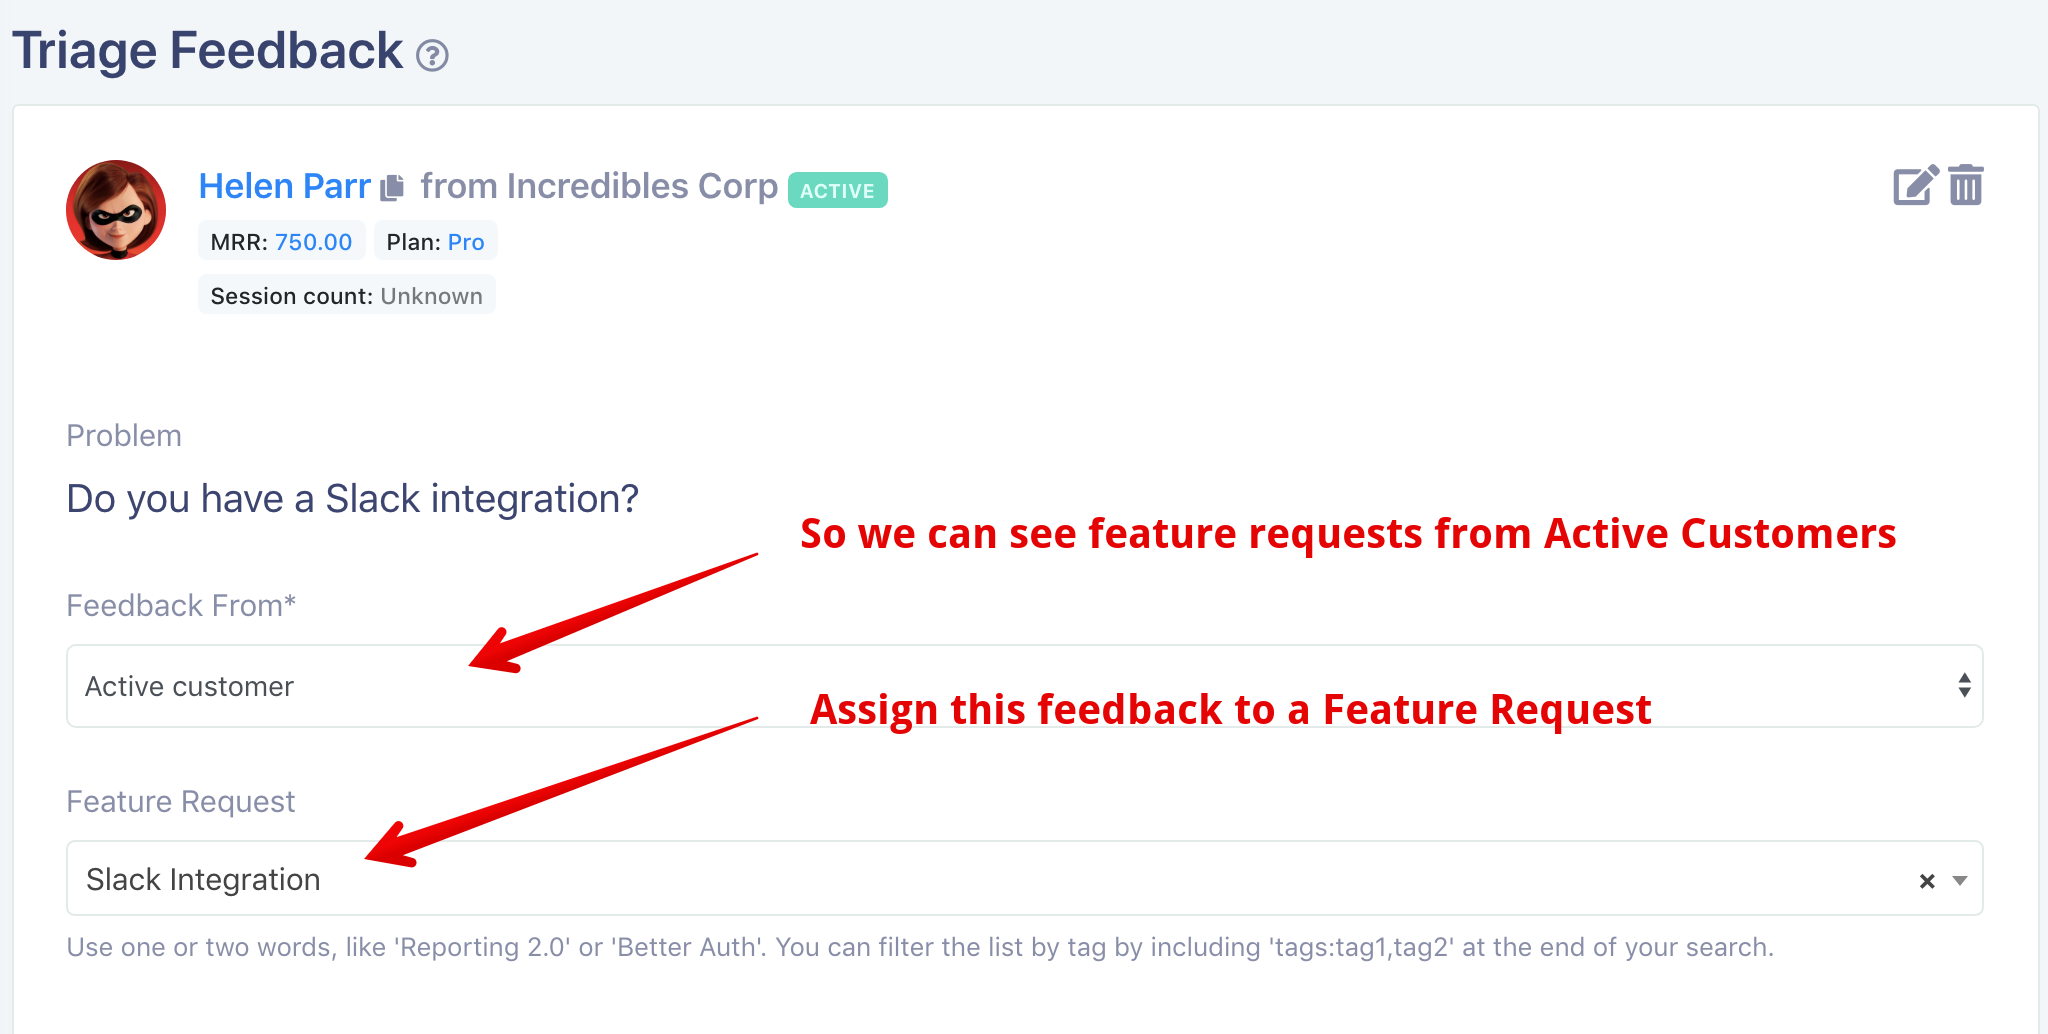 Triage Feedback ?
Helen Parr from Incredibles Corp ACTIVE
MRR: 750.00 Plan: Pro
Session count: Unknown
Problem
Do you have a Slack integration?
So we can see feature requests from Active Customers
Feedback From*
Active customer
Assign this feedback to a Feature Request
Feature Request
Slack Integration
Use one or two words, like 'Reporting 2.0' or 'Better Auth'. You can filter the list by tag by including 'tags:tag1,tag2' at the end of your search.